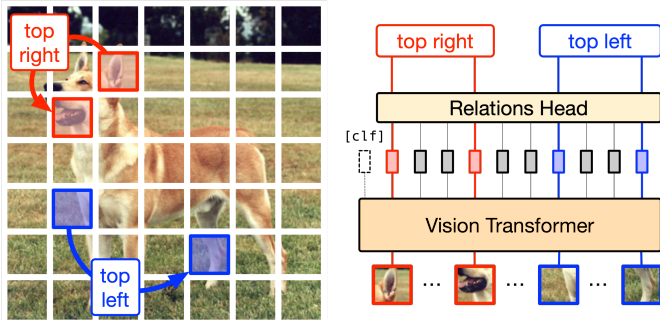 top
right
top
left
top right
top left
Relations Head
[clf]
Vision Transformer
... ... ...